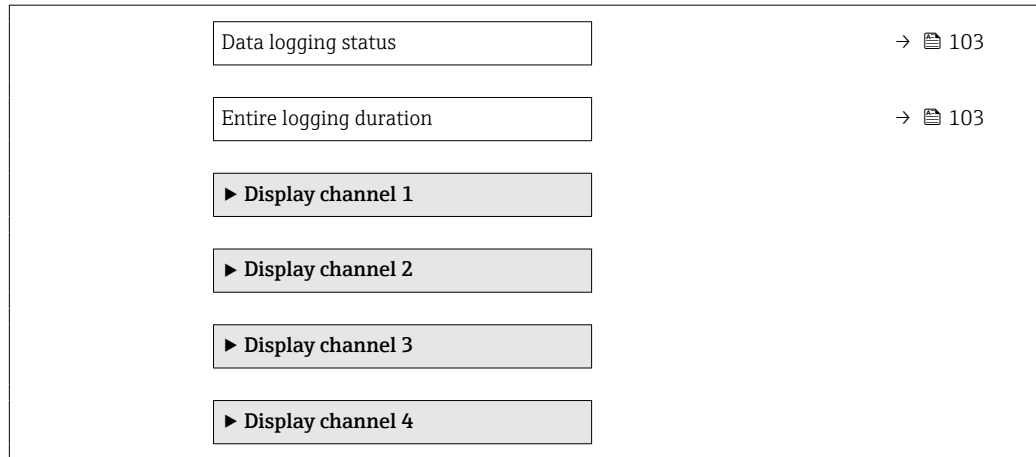 Data logging status → 🗎 103
Entire logging duration → 🗎 103
▶ Display channel 1
▶ Display channel 2
▶ Display channel 3
▶ Display channel 4